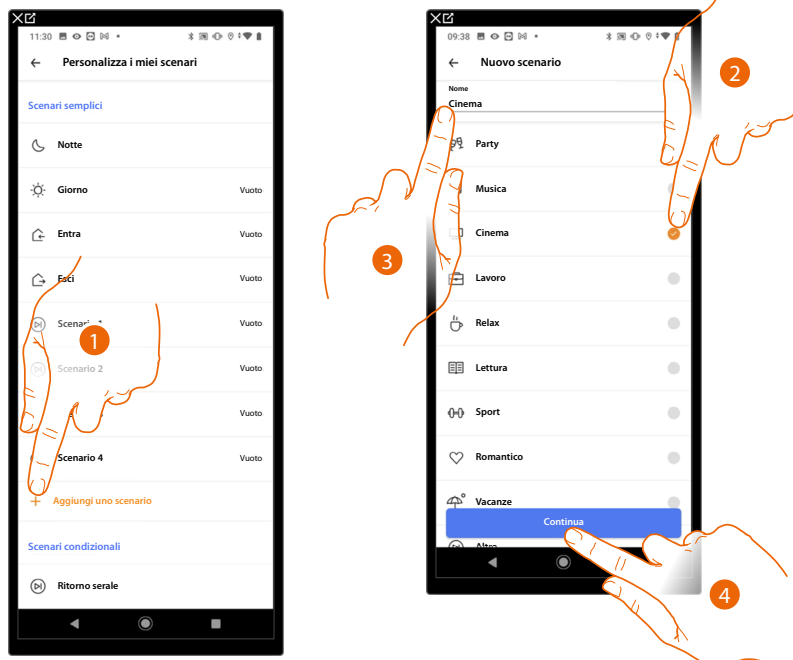 11:30
Personalizza i miei scenari
Scenari semplici
Notte
Giorno Vuoto
Entra Vuoto
Esci Vuoto
Vuoto
Scenario 2 Vuoto
Vuoto
Scenario 4 Vuoto
+ Aggiungi uno scenario
Scenari condizionali
Ritorno serale
1
09:38
Nuovo scenario
Nome
Cinema
Party
Musica
Cinema
Lavoro
Relax
Lettura
Sport
Romantico
Vacanze
Continua
Altro
2
3
4